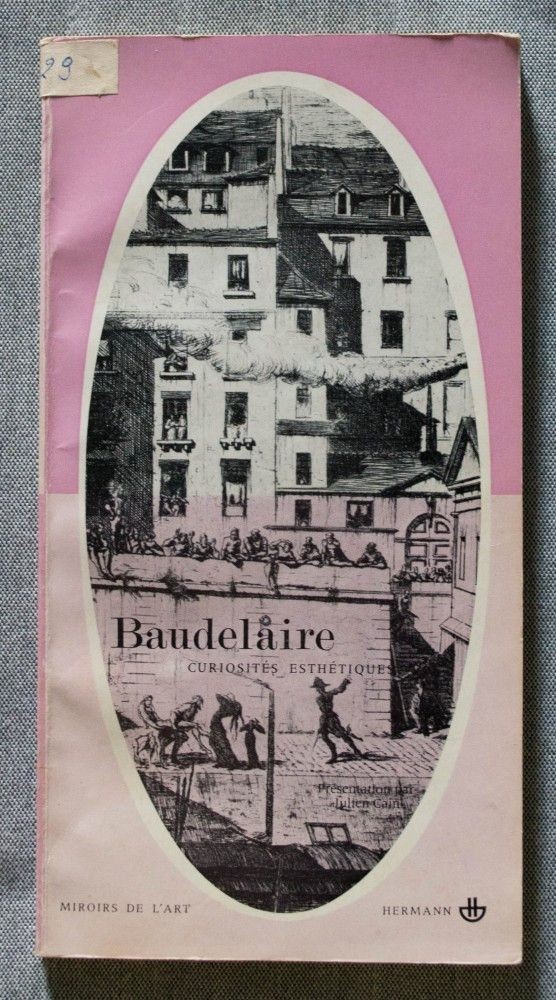 29
Baudelaire
CURIOSITÉS ESTHÉTIQUES
Présentation par
Julien Cain
MIROIRS DE L'ART
HERMANN